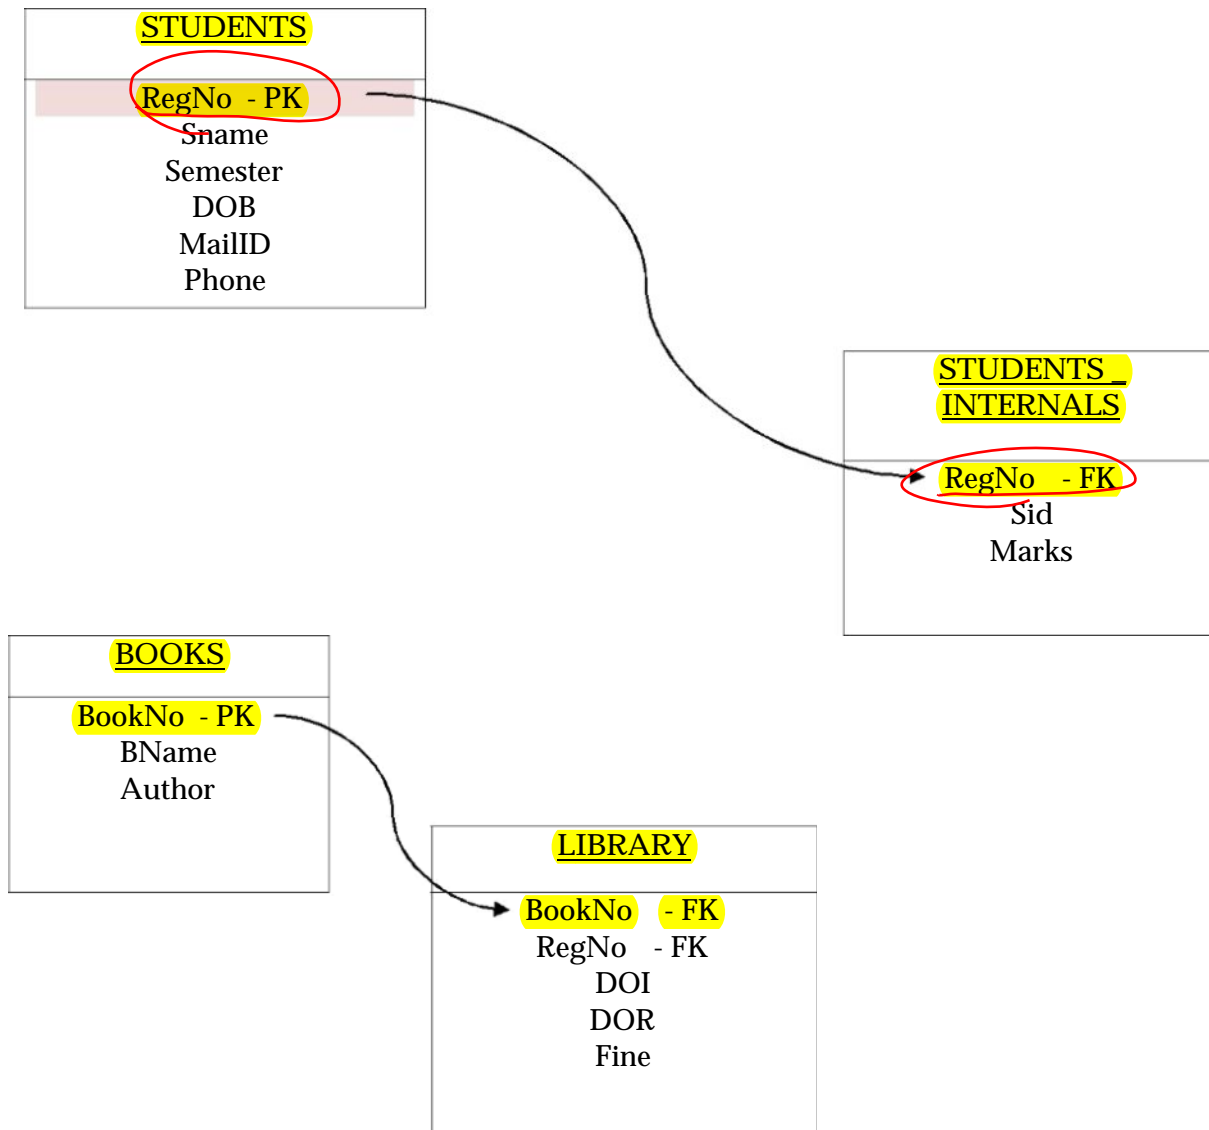 STUDENTS
RegNo - PK
Sname
Semester
DOB
MailID
Phone
STUDENTS_
INTERNALS
RegNo - FK
Sid
Marks
BOOKS
BookNo - PK
BName
Author
LIBRARY
BookNo - FK
RegNo - FK
DOI
DOR
Fine